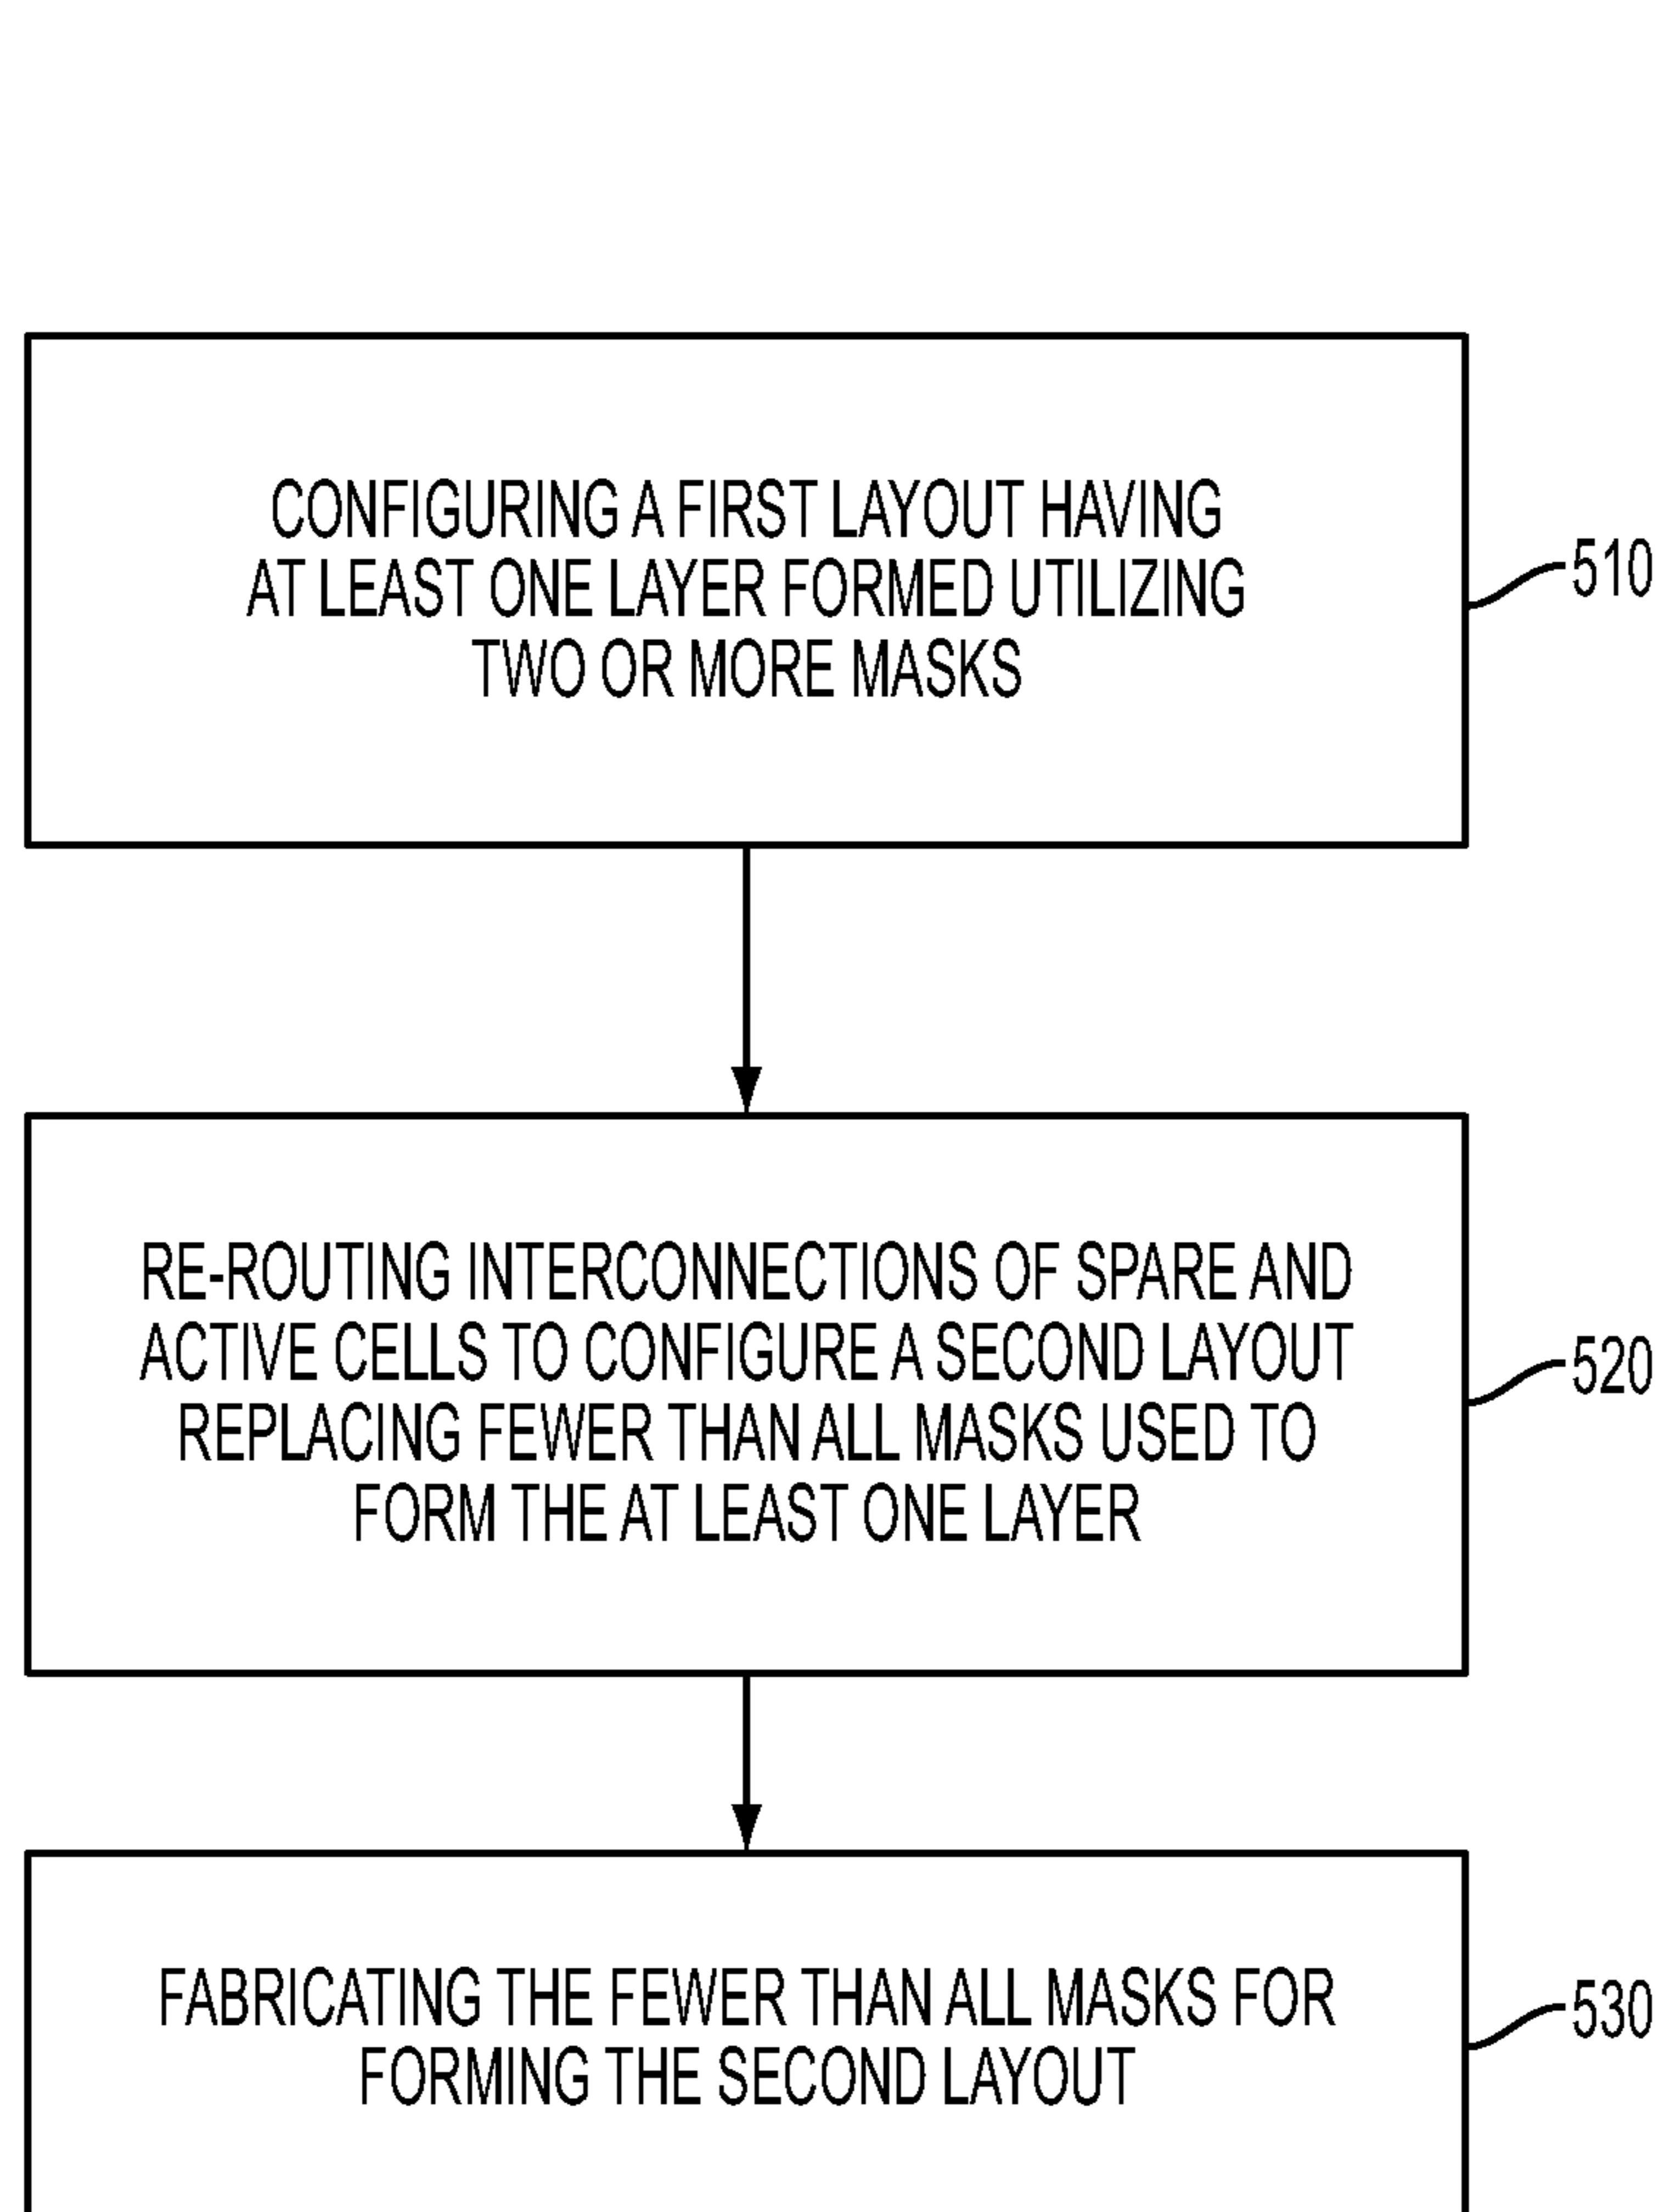 CONFIGURING A FIRST LAYOUT HAVING
AT LEAST ONE LAYER FORMED UTILIZING
TWO OR MORE MASKS
510
RE-ROUTING INTERCONNECTIONS OF SPARE AND
ACTIVE CELLS TO CONFIGURE A SECOND LAYOUT
REPLACING FEWER THAN ALL MASKS USED TO
FORM THE AT LEAST ONE LAYER
520
FABRICATING THE FEWER THAN ALL MASKS FOR
FORMING THE SECOND LAYOUT
530